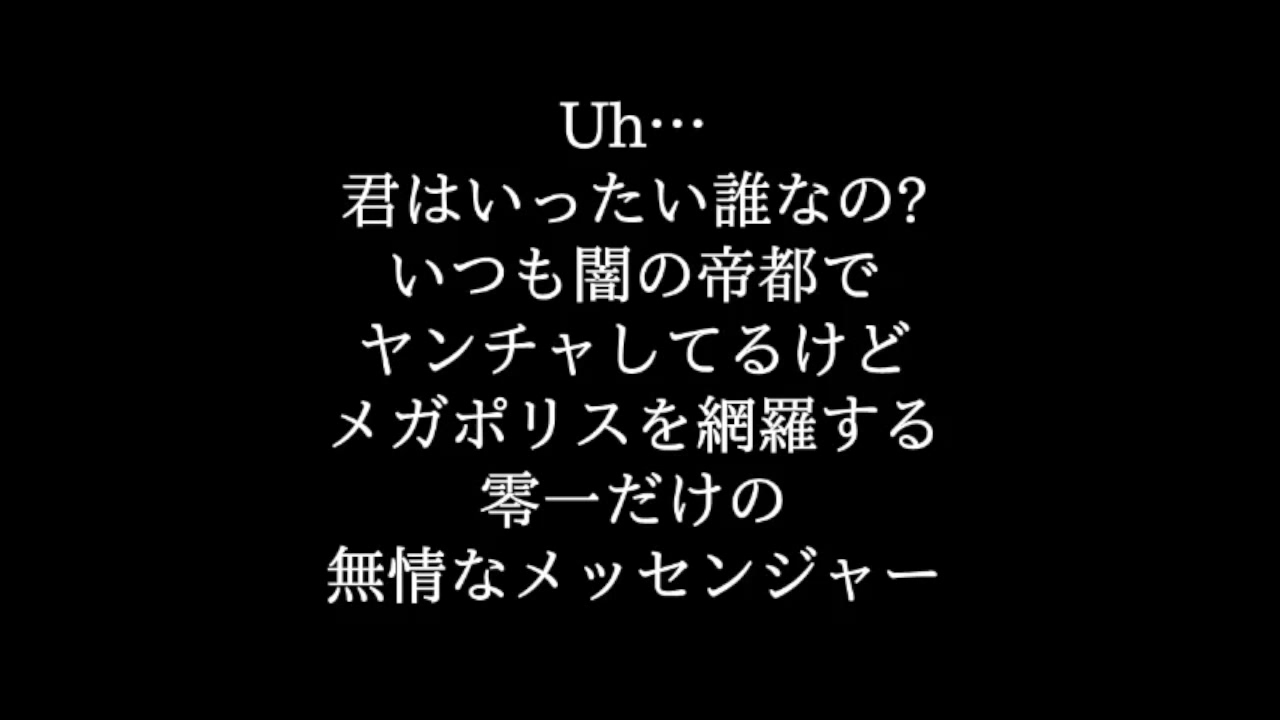 Uh…
君はいったい誰なの?
いつも闇の帝都で
ヤンチャしてるけど
メガポリスを網羅する
零一だけの
無情なメッセンジャー